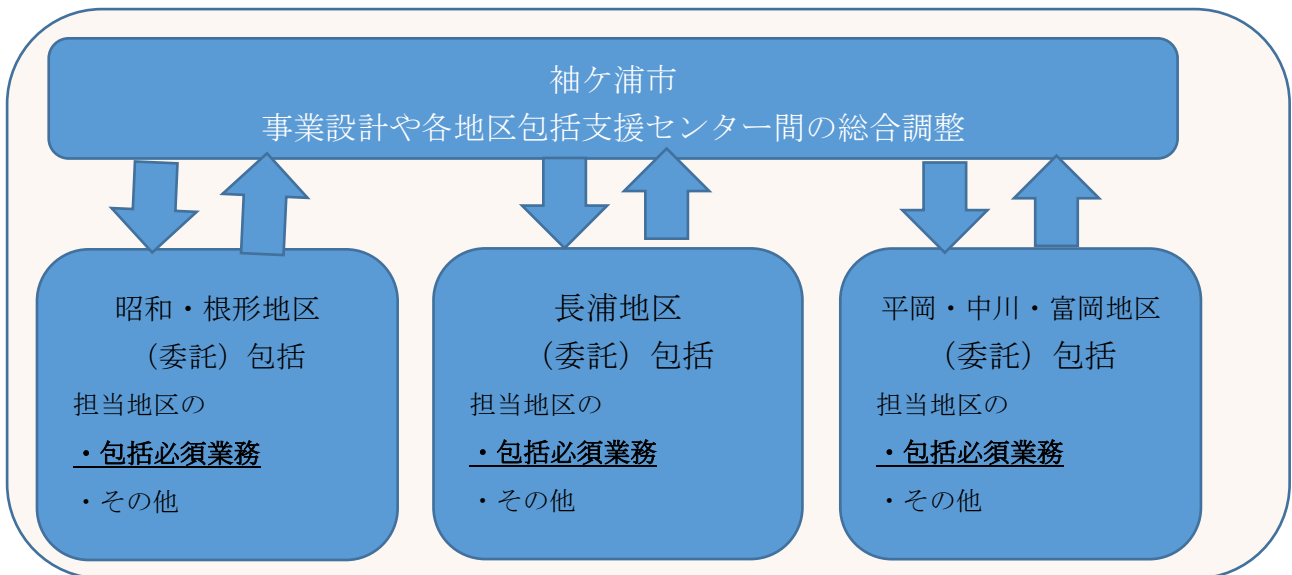 袖ケ浦市
事業設計や各地区包括支援センター間の総合調整
昭和・根形地区
（委託）包括
担当地区の
・包括必須業務
・その他
長浦地区
（委託）包括
担当地区の
・包括必須業務
・その他
平岡・中川・富岡地区
（委託）包括
担当地区の
・包括必須業務
・その他